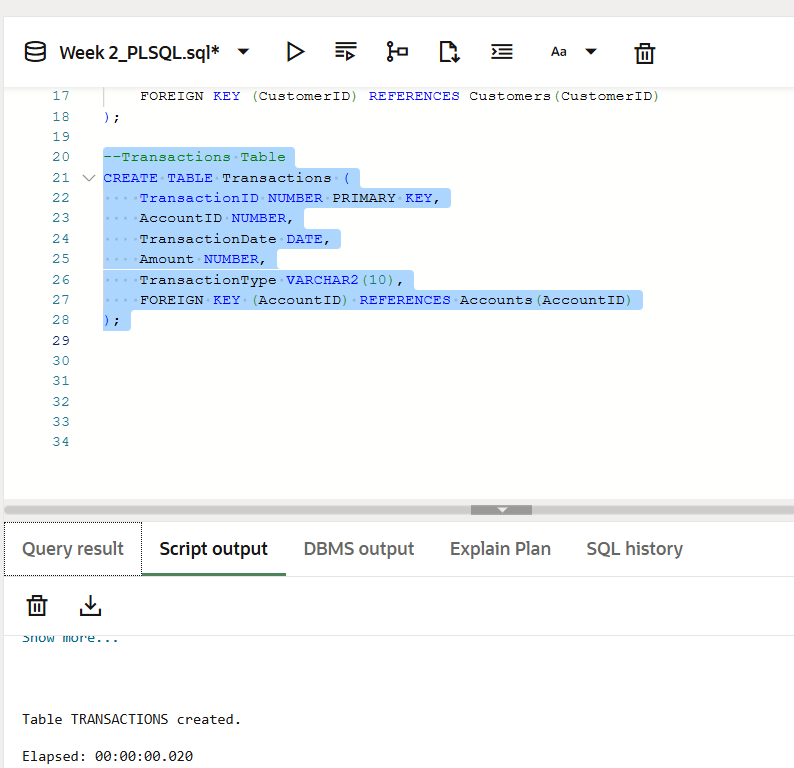 Week 2_PLSQL.sql*
Aa
17 FOREIGN KEY (CustomerID) REFERENCES Customers(CustomerID)
18 );
19
20 --Transactions Table
21 CREATE TABLE Transactions (
22 TransactionID NUMBER PRIMARY KEY,
23 AccountID NUMBER,
24 TransactionDate DATE,
25 Amount NUMBER,
26 TransactionType VARCHAR2(10),
27 FOREIGN KEY (AccountID) REFERENCES Accounts(AccountID)
28 );
29
30
31
32
33
34
Query result Script output DBMS output Explain Plan SQL history
Show more...
Table TRANSACTIONS created.
Elapsed: 00:00:00.020